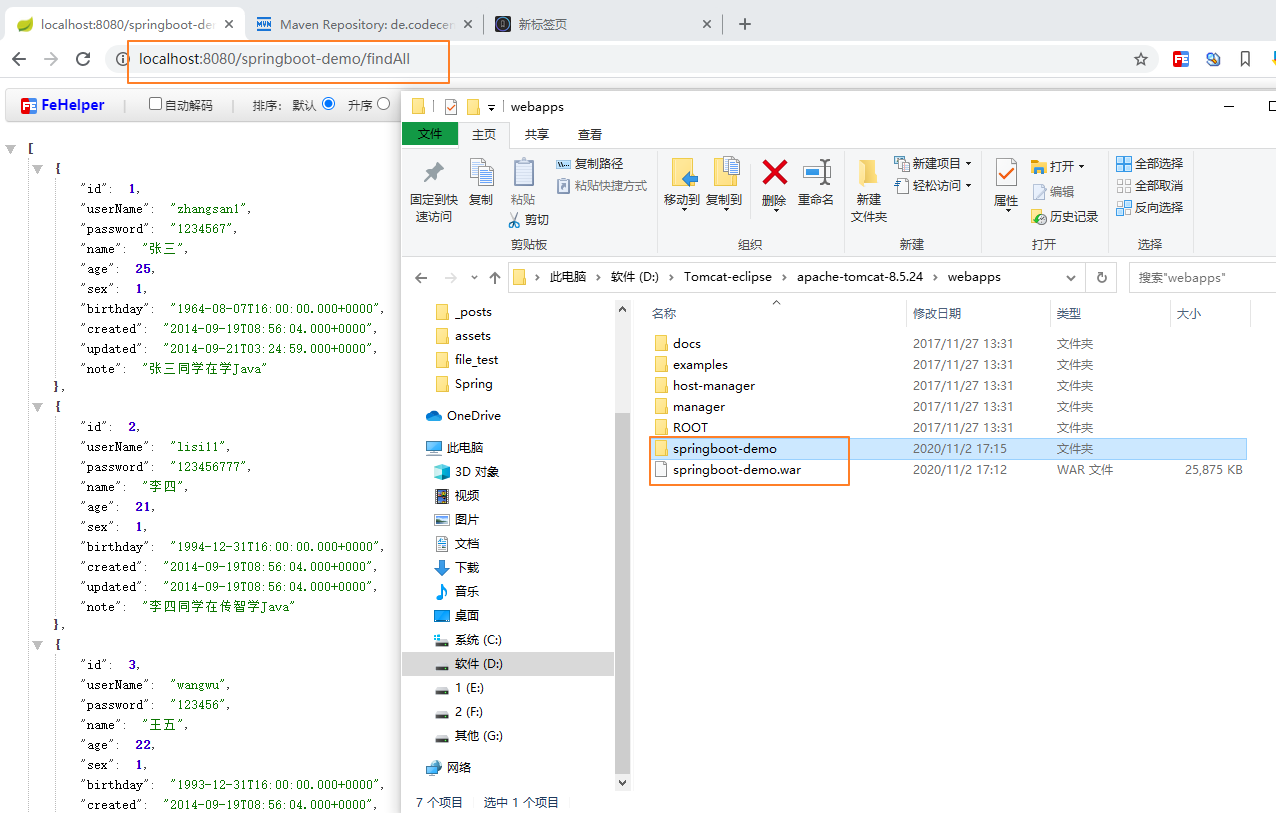 localhost:8080/springboot-de
Maven Repository: de.codecer
新标签页
localhost:8080/springboot-demo/findAll
FeHelper
自动解码
排序:
默认
升序
[
{
"id": 1,
"userName": "zhangsan1",
"password": "1234567",
"name": "张三",
"age": 25,
"sex": 1,
"birthday": "1964-08-07T16:00:00.000+0000",
"created": "2014-09-19T08:56:04.000+0000",
"updated": "2014-09-21T03:24:59.000+0000",
"note": "张三同学在学Java"
},
{
"id": 2,
"userName": "lisi11",
"password": "123456777",
"name": "李四",
"age": 21,
"sex": 1,
"birthday": "1994-12-31T16:00:00.000+0000",
"created": "2014-09-19T08:56:04.000+0000",
"updated": "2014-09-19T08:56:04.000+0000",
"note": "李四同学在传智学Java"
},
{
"id": 3,
"userName": "wangwu",
"password": "123456",
"name": "王五",
"age": 22,
"sex": 1,
"birthday": "1993-12-31T16:00:00.000+0000",
"created": "2014-09-19T08:56:04.000+0000",
webapps
文件 主页 共享 查看
固定到快
速访问
复制
粘贴
复制路径
粘贴快捷方式
剪切
剪贴板
移动到
复制到
删除
重命名
组织
新建
文件夹
新建项目
轻松访问
新建
属性
打开
编辑
历史记录
打开
全部选择
全部取消
反向选择
选择
此电脑 软件 (D:) Tomcat-eclipse apache-tomcat-8.5.24 webapps
搜索"webapps"
_posts
assets
file_test
Spring
OneDrive
此电脑
3D 对象
视频
图片
文档
下载
音乐
桌面
系统 (C:)
软件 (D:)
1 (E:)
2 (F:)
其他 (G:)
网络
名称 修改日期 类型 大小
docs 2017/11/27 13:31 文件夹
examples 2017/11/27 13:31 文件夹
host-manager 2017/11/27 13:31 文件夹
manager 2017/11/27 13:31 文件夹
ROOT 2017/11/27 13:31 文件夹
springboot-demo 2020/11/2 17:15 文件夹
springboot-demo.war 2020/11/2 17:12 WAR 文件 25,875 KB
7 个项目 选中 1 个项目